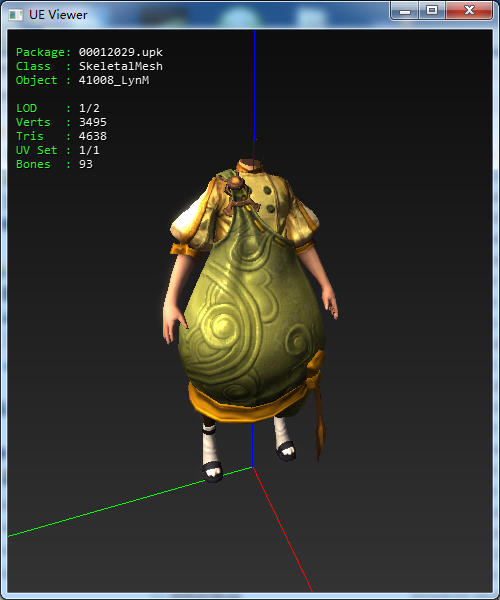 UE Viewer
Package: 00012029.upk
Class : SkeletalMesh
Object : 41008_LynM
LOD : 1/2
Verts : 3495
Tris : 4638
UV Set : 1/1
Bones : 93